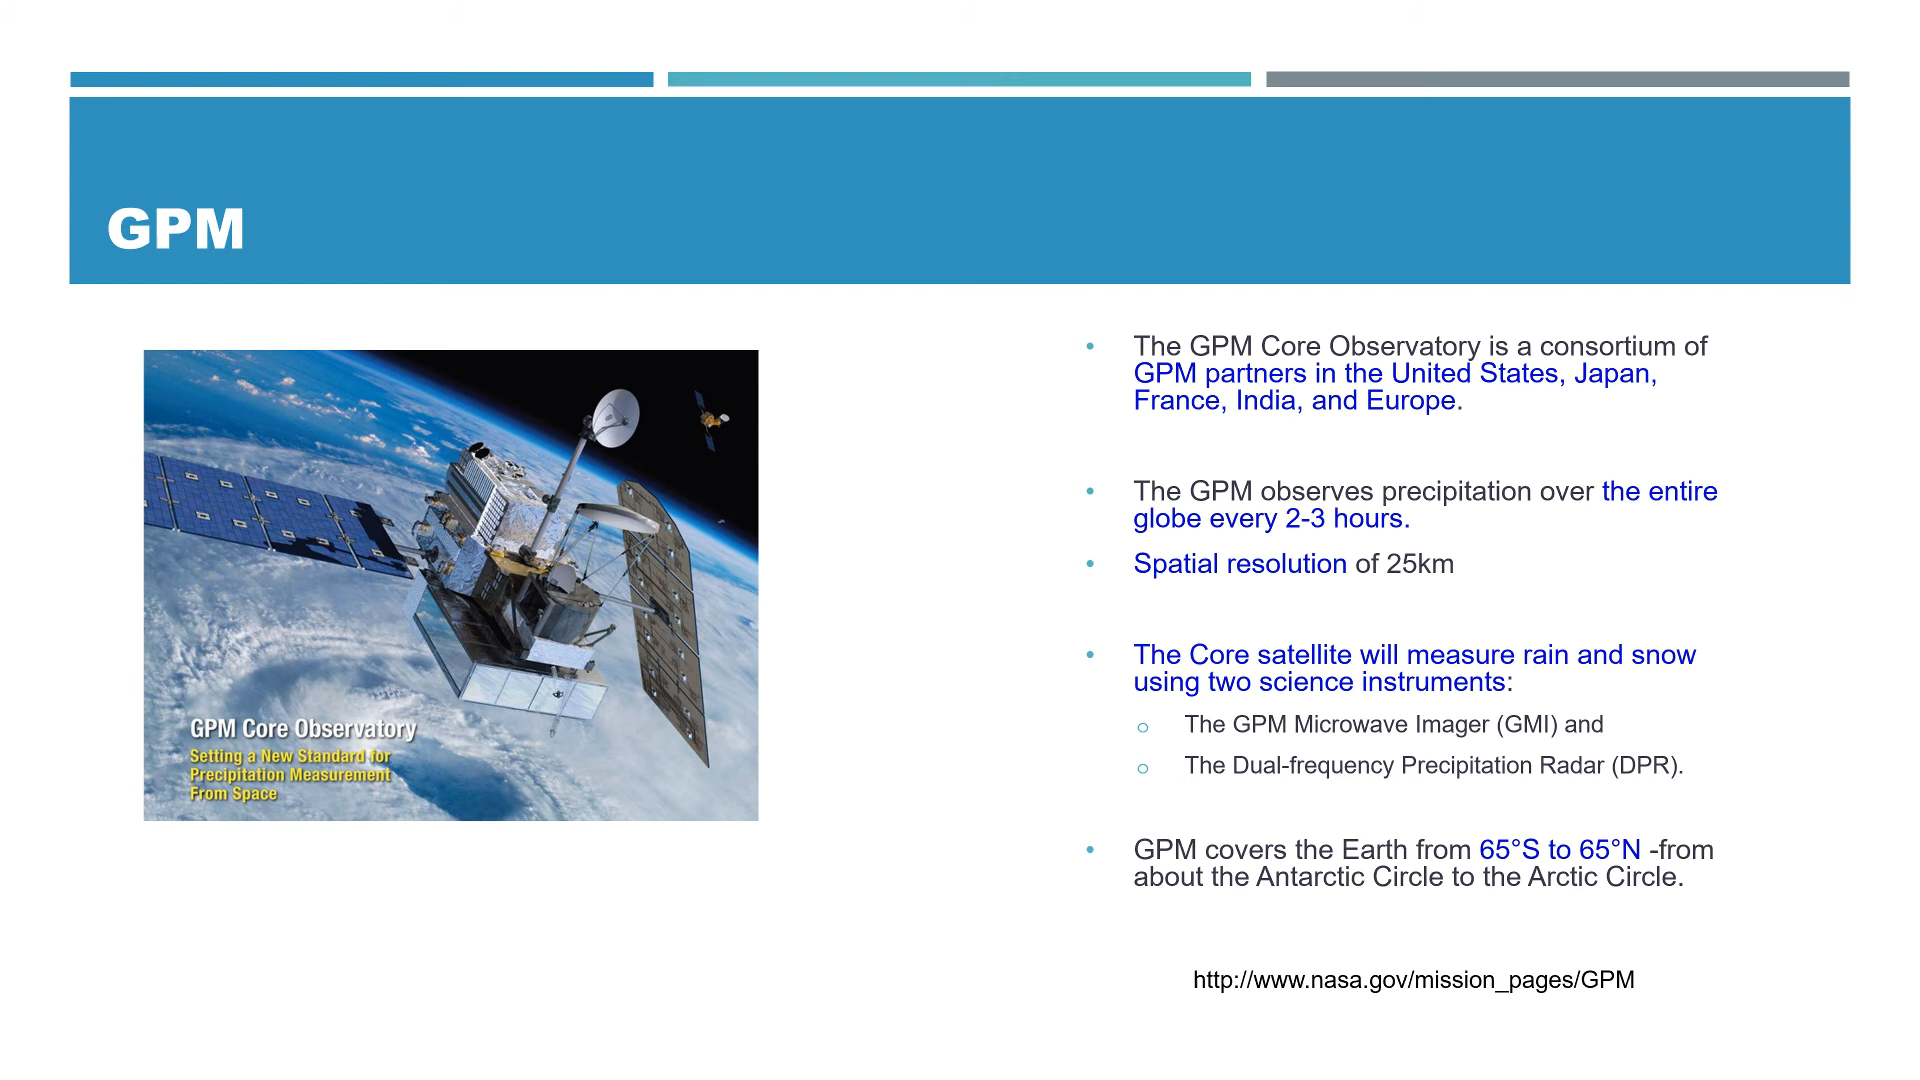 GPM
GPM Core Observatory
Setting a New Standard for
Precipitation Measurement
From Space
• The GPM Core Observatory is a consortium of
GPM partners in the United States, Japan,
France, India, and Europe.
• The GPM observes precipitation over the entire
globe every 2-3 hours.
• Spatial resolution of 25km
• The Core satellite will measure rain and snow
using two science instruments:
o The GPM Microwave Imager (GMI) and
o The Dual-frequency Precipitation Radar (DPR).
• GPM covers the Earth from 65°S to 65°N -from
about the Antarctic Circle to the Arctic Circle.
http://www.nasa.gov/mission_pages/GPM